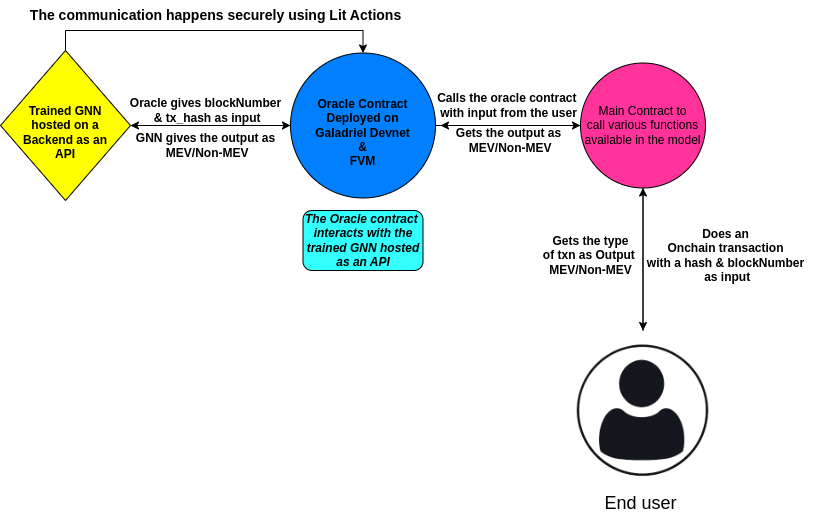 The communication happens securely using Lit Actions
Trained GNN
hosted on a
Backend as an
API
Oracle gives blockNumber
& tx_hash as input
GNN gives the output as
MEV/Non-MEV
Oracle Contract
Deployed on
Galadriel Devnet
&
FVM
Calls the oracle contract
with input from the user
Gets the output as
MEV/Non-MEV
Main Contract to
call various functions
available in the model
The Oracle contract
interacts with the
trained GNN hosted
as an API
Gets the type
of txn as Output
MEV/Non-MEV
Does an
Onchain transaction
with a hash & blockNumber
as input
End user